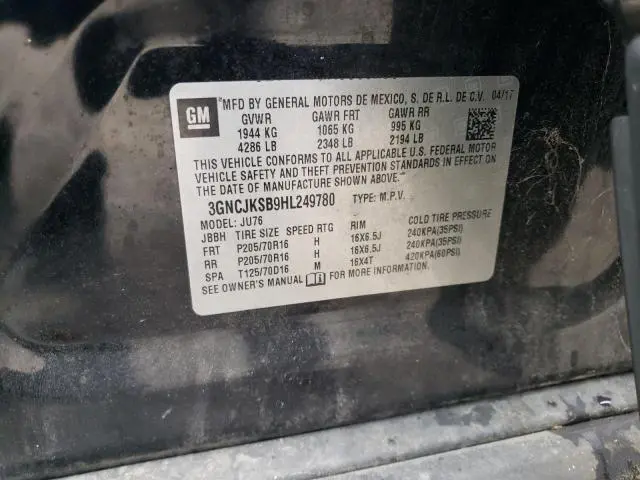 GM
MFD BY GENERAL MOTORS DE MEXICO, S. DE R.L. DE C.V. 04/17
GVWR GAWR FRT GAWR RR
1944 KG 1065 KG 995 KG
4286 LB 2348 LB 2194 LB
THIS VEHICLE CONFORMS TO ALL APPLICABLE U.S. FEDERAL MOTOR
VEHICLE SAFETY AND THEFT PREVENTION STANDARDS IN EFFECT ON
THE DATE OF MANUFACTURE SHOWN ABOVE.
3GNCJKSB9HL249780 TYPE: M.P.V.
MODEL: JU76
JBBH TIRE SIZE SPEED RTG RIM COLD TIRE PRESSURE
FRT P205/70R16 H 16X6.5J 240KPA(35PSI)
RR P205/70R16 H 16X6.5J 240KPA(35PSI)
SPA T125/70D16 M 16X4T 420KPA(60PSI)
SEE OWNER'S MANUAL FOR MORE INFORMATION.